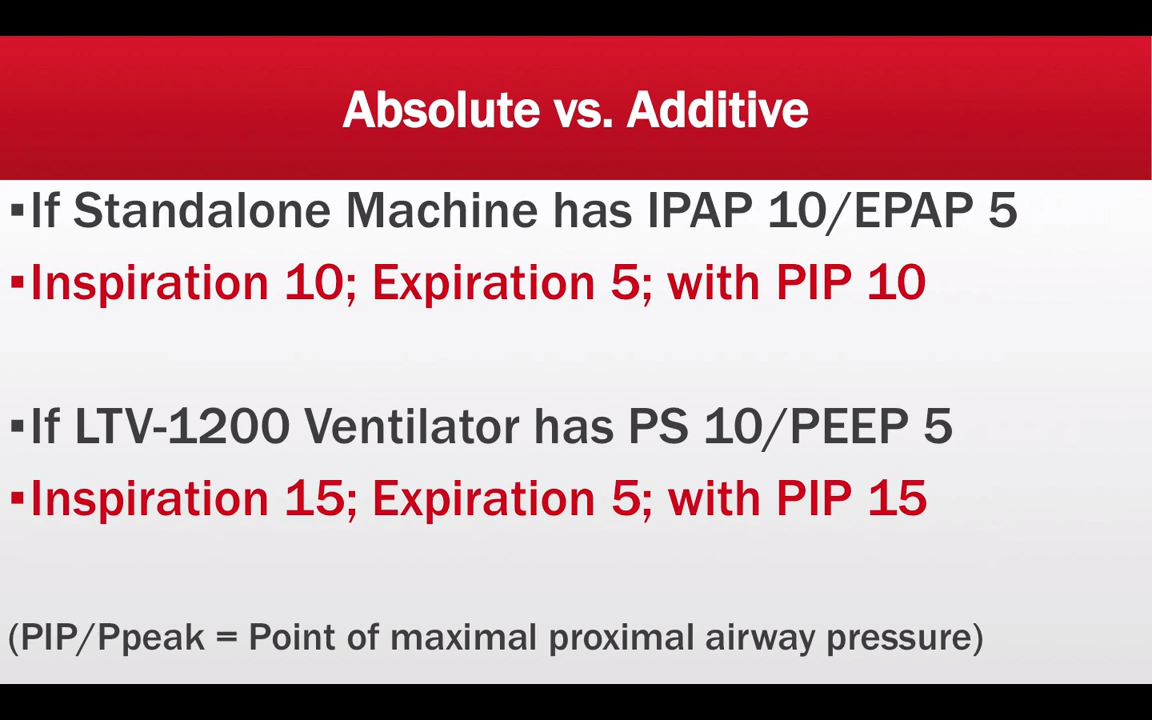 Absolute vs. Additive
▪If Standalone Machine has IPAP 10/EPAP 5
▪Inspiration 10; Expiration 5; with PIP 10
▪If LTV-1200 Ventilator has PS 10/PEEP 5
▪Inspiration 15; Expiration 5; with PIP 15
(PIP/Ppeak = Point of maximal proximal airway pressure)